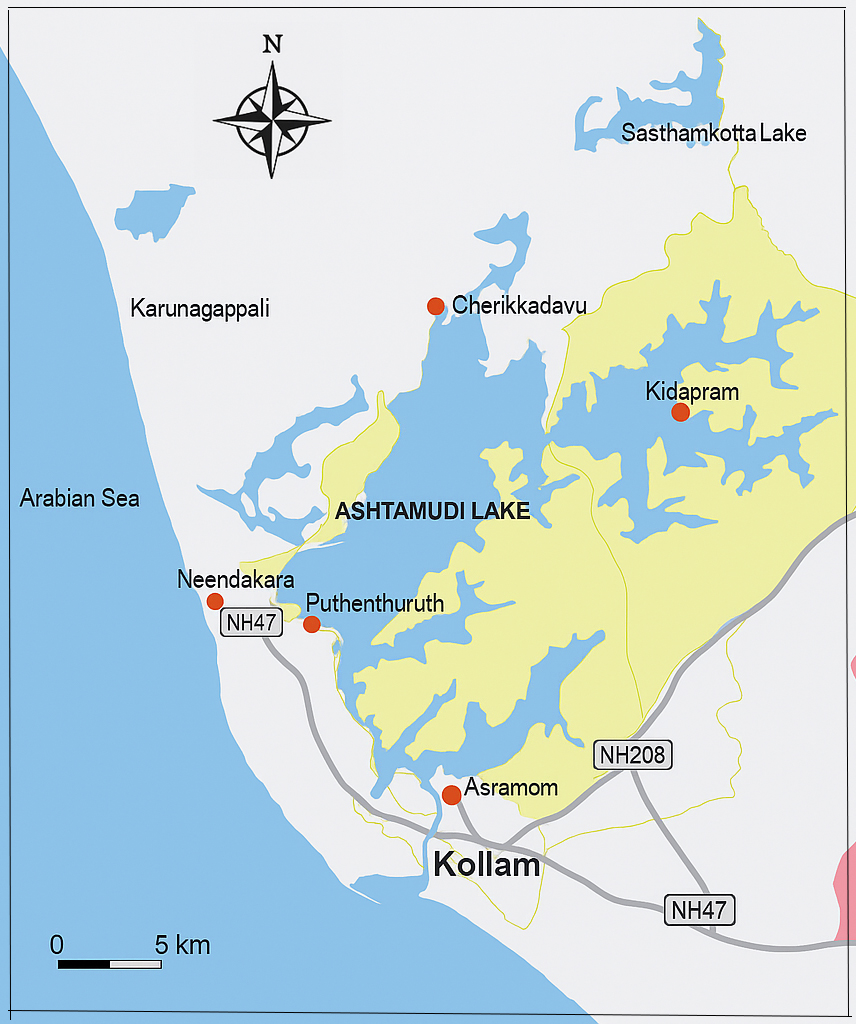 N
Sasthamkotta Lake
Karunagappali
Cherikkadavu
Kidapram
Arabian Sea
ASHTAMUDI LAKE
Neendakara
Puthenthuruth
NH47
NH208
Asramom
Kollam
NH47
0 5 km